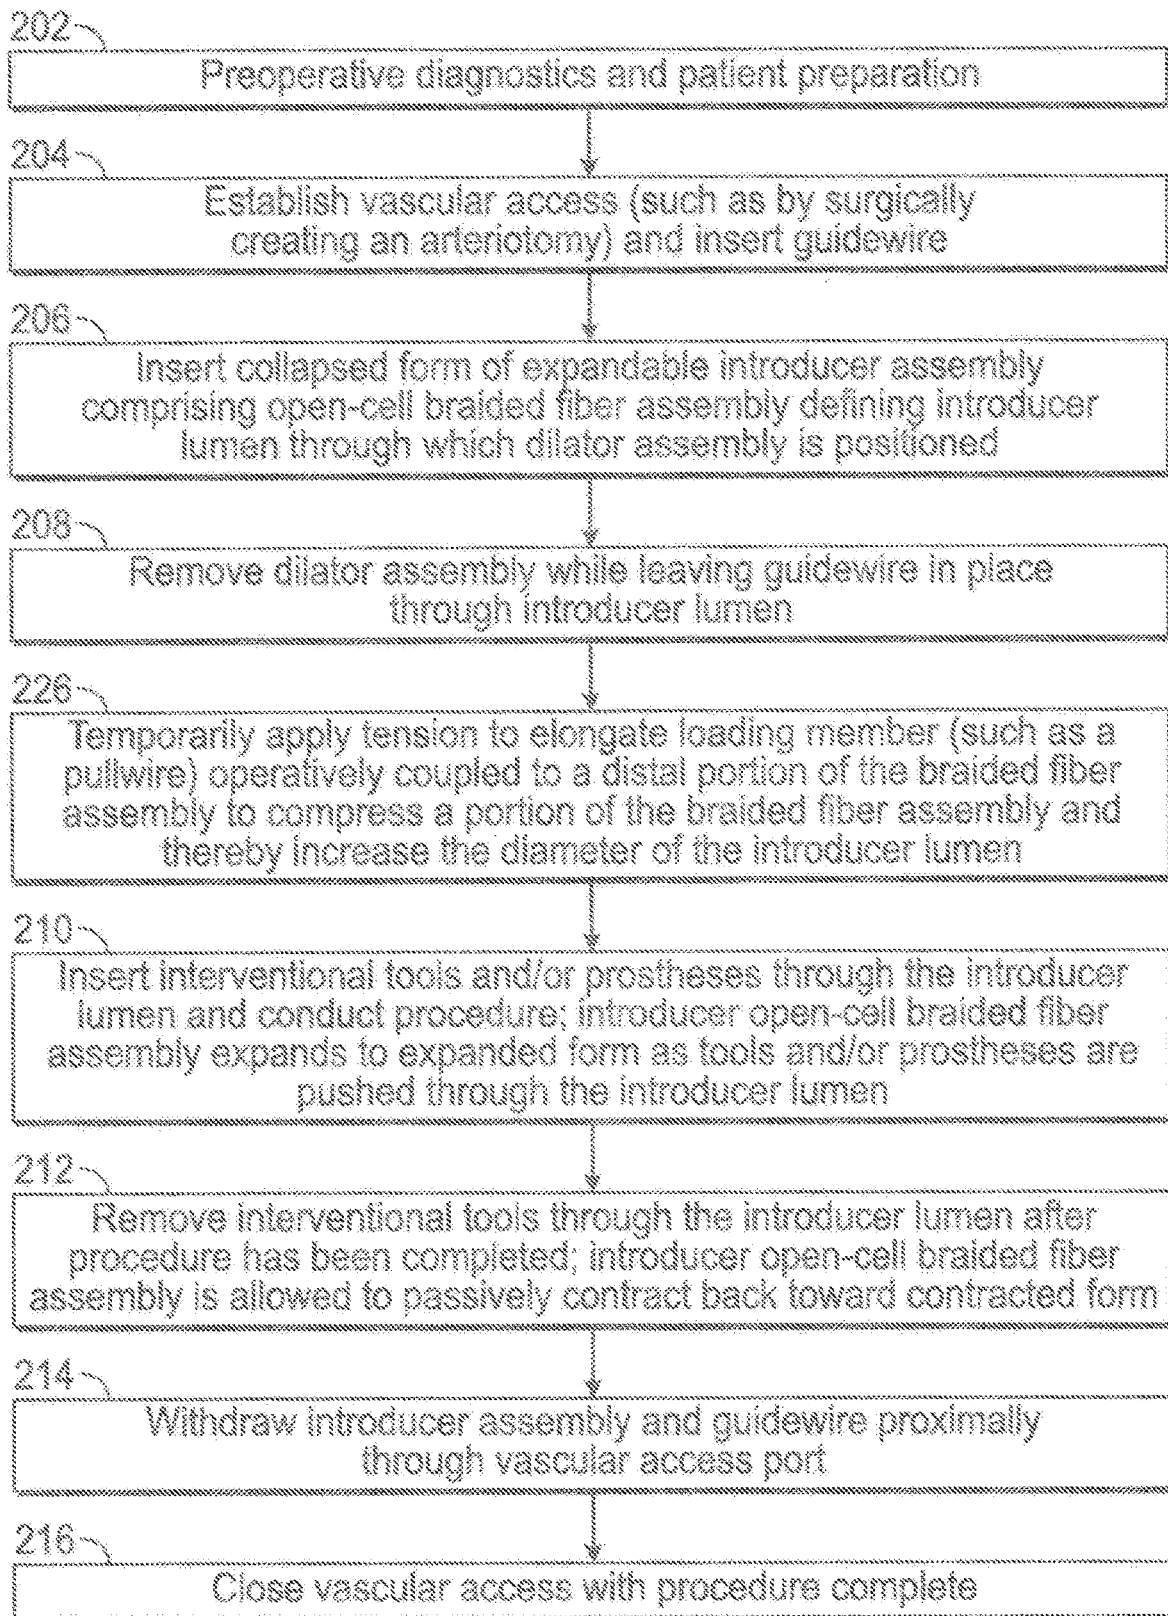 202
Preoperative diagnostics and patient preparation
204
Establish vascular access (such as by surgically
creating an arteriotomy) and insert guidewire
206
Insert collapsed form of expandable introducer assembly
comprising open-cell braided fiber assembly defining introducer
lumen through which dilator assembly is positioned
208
Remove dilator assembly while leaving guidewire in place
through introducer lumen
226
Temporarily apply tension to elongate loading member (such as a
pullwire) operatively coupled to a distal portion of the braided fiber
assembly to compress a portion of the braided fiber assembly and
thereby increase the diameter of the introducer lumen
210
Insert interventional tools and/or prostheses through the introducer
lumen and conduct procedure; introducer open-cell braided fiber
assembly expands to expanded form as tools and/or prostheses are
pushed through the introducer lumen
212
Remove interventional tools through the introducer lumen after
procedure has been completed; introducer open-cell braided fiber
assembly is allowed to passively contract back toward contracted form
214
Withdraw introducer assembly and guidewire proximally
through vascular access port
216
Close vascular access with procedure complete